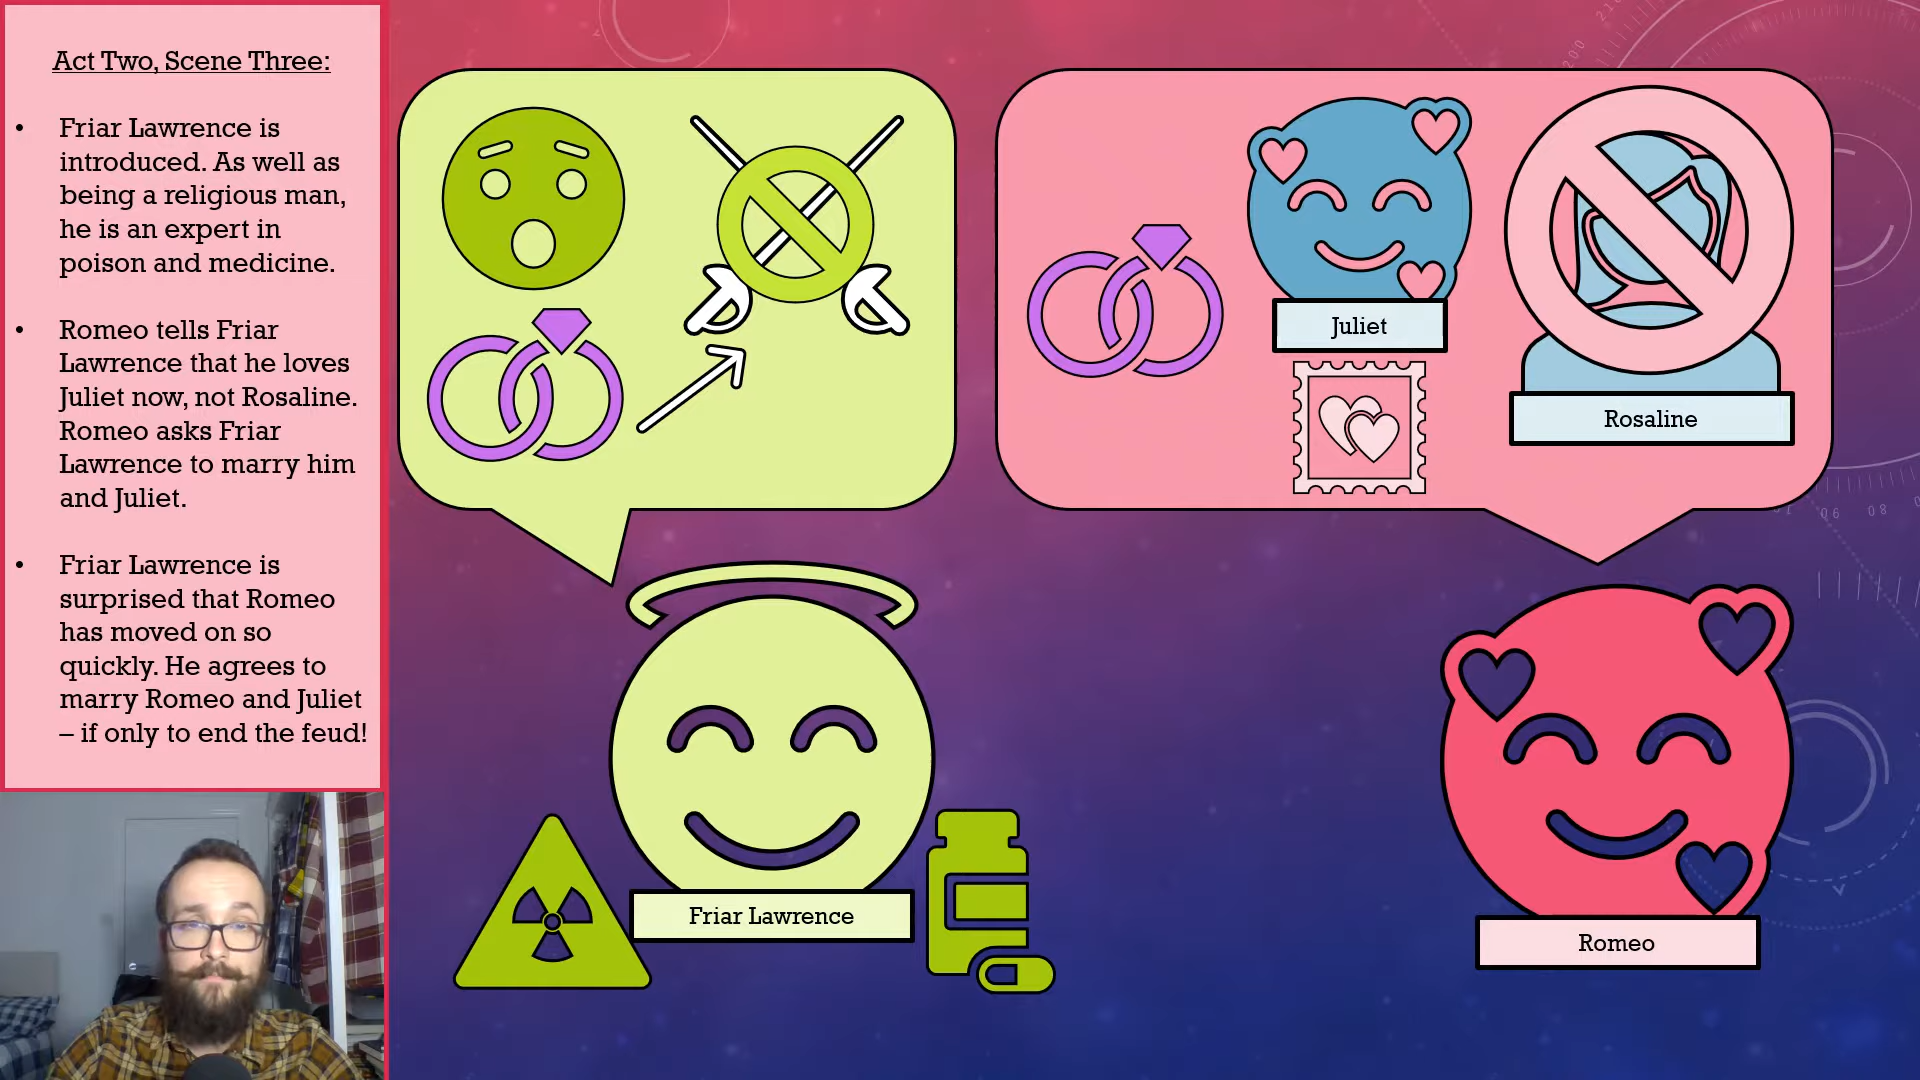 Act Two, Scene Three:
• Friar Lawrence is
introduced. As well as
being a religious man,
he is an expert in
poison and medicine.
• Romeo tells Friar
Lawrence that he loves
Juliet now, not Rosaline.
Romeo asks Friar
Lawrence to marry him
and Juliet.
• Friar Lawrence is
surprised that Romeo
has moved on so
quickly. He agrees to
marry Romeo and Juliet
– if only to end the feud!
Juliet
Rosaline
Friar Lawrence
Romeo